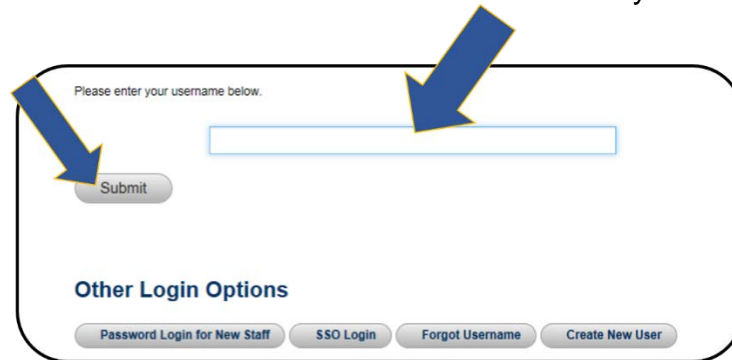 Please enter your username below.
Submit
Other Login Options
Password Login for New Staff SSO Login Forgot Username Create New User